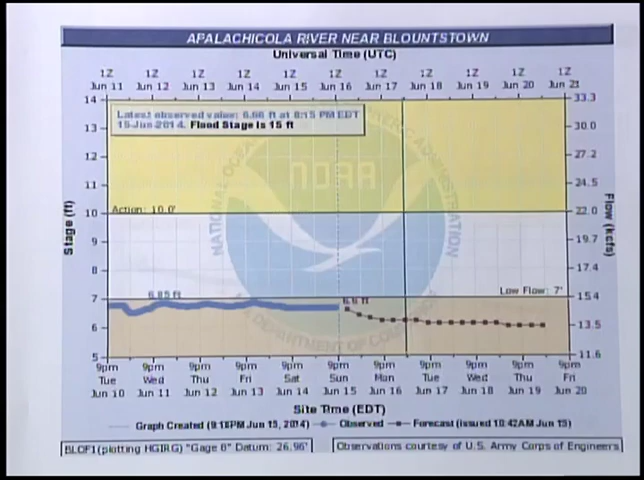 APALACHICOLA RIVER NEAR BLOUNTSTOWN
Universal Time (UTC)
1Z 1Z 1Z 1Z 1Z 1Z 1Z 1Z 1Z 1Z 1Z
Jun 11 Jun 12 Jun 13 Jun 14 Jun 15 Jun 16 Jun 17 Jun 18 Jun 19 Jun 20 Jun 21
Latest observed value: 6.66 ft at 8:15 PM EDT
15-Jun-2014. Flood Stage is 15 ft
14 33.3
13 30.0
12 27.2
11 24.5
Action: 10.0'
10 22.0
9 19.7
8 17.4
Low Flow: 7'
7 6.85 ft 6.6 ft 15.4
6 13.5
5 11.6
Stage (ft)
Flow (kcfs)
NOAA
9pm 9pm 9pm 9pm 9pm 9pm 9pm 9pm 9pm 9pm 9pm
Tue Wed Thu Fri Sat Sun Mon Tue Wed Thu Fri
Jun 10 Jun 11 Jun 12 Jun 13 Jun 14 Jun 15 Jun 16 Jun 17 Jun 18 Jun 19 Jun 20
Site Time (EDT)
Graph Created (9:18PM Jun 15, 2014) Observed Forecast (issued 10:42AM Jun 15)
BLOF1(plotting HGIRG) "Gage 0" Datum: 26.96' Observations courtesy of U.S. Army Corps of Engineers